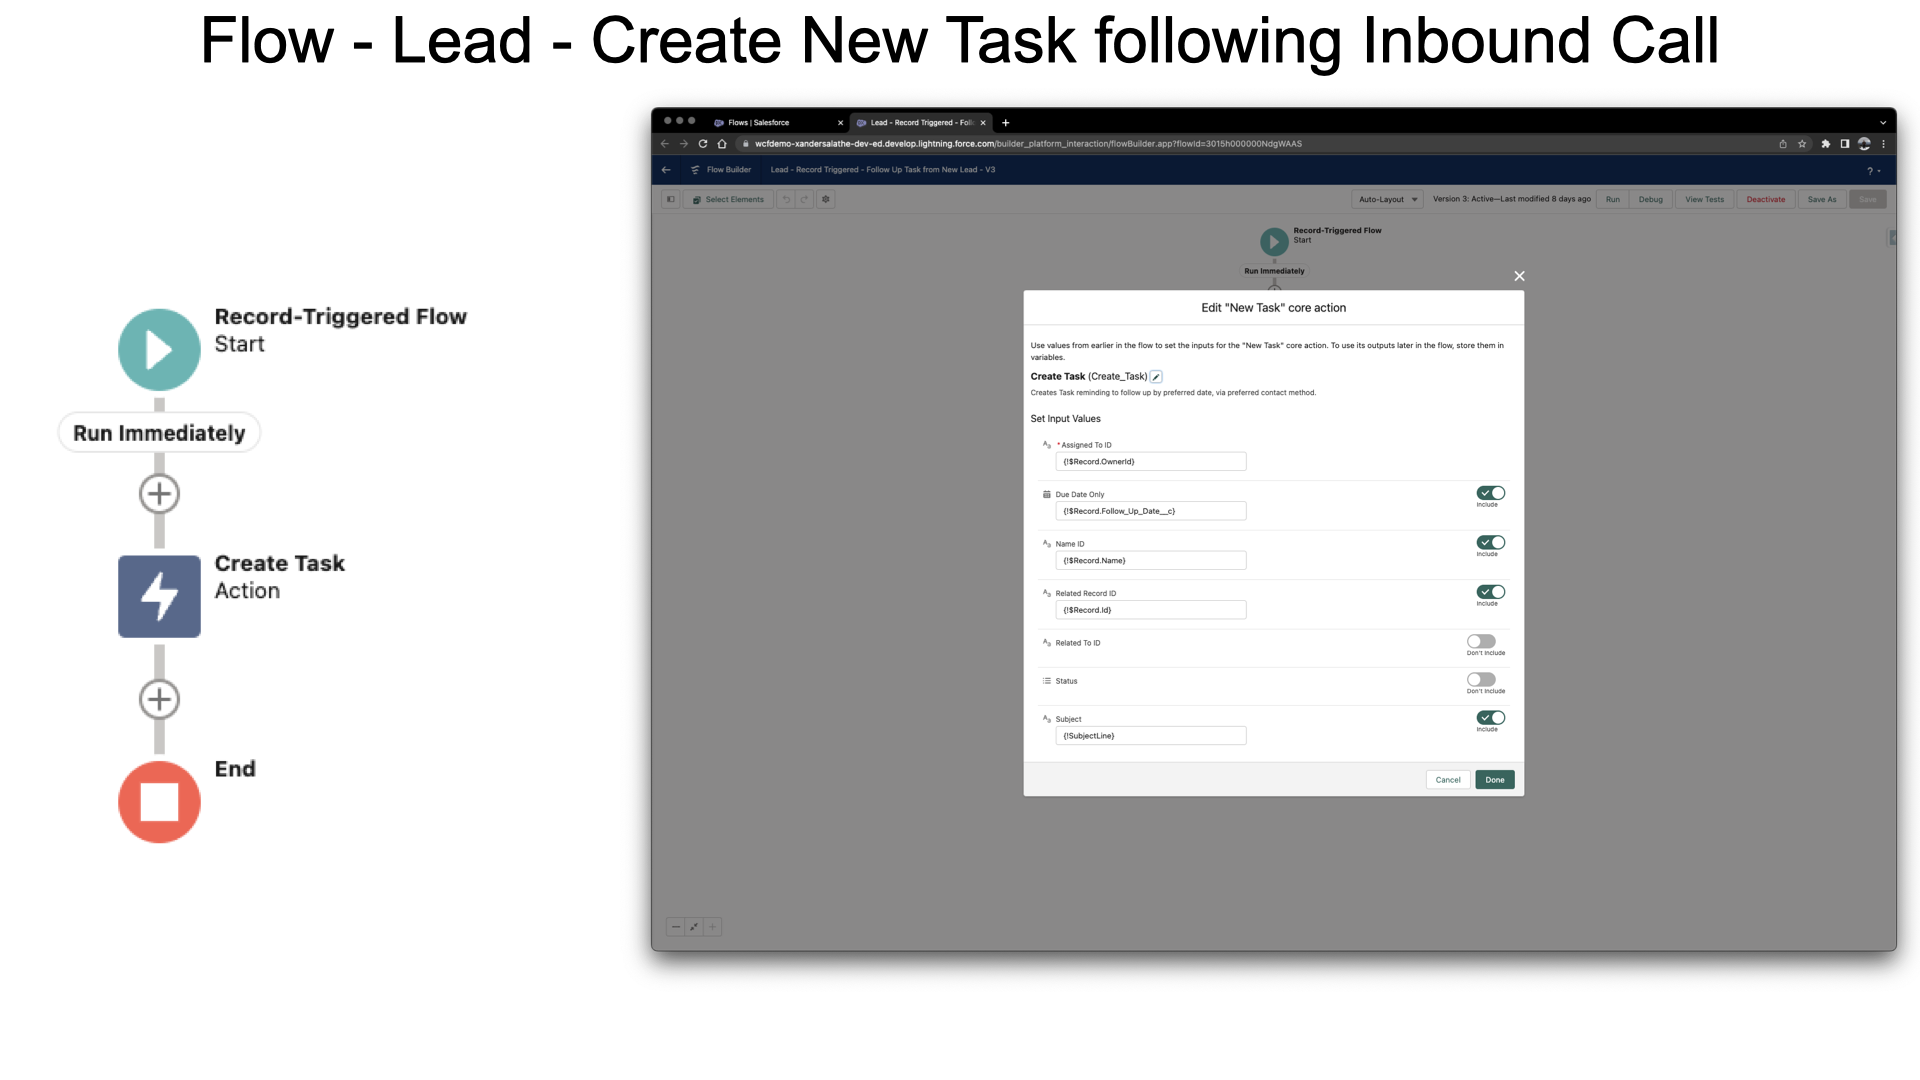 Flow - Lead - Create New Task following Inbound Call
Record-Triggered Flow
Start
Run Immediately
Create Task
Action
End
Flows | Salesforce
Lead - Record Triggered - Foll
wcfdemo-xandersalathe-dev-ed.develop.lightning.force.com/builder_platform_interaction/flowBuilder.app?flowId=3015h000000NdgWAAS
Flow Builder
Lead - Record Triggered - Follow Up Task from New Lead - V3
?
Select Elements
Auto-Layout
Version 3: Active—Last modified 8 days ago
Run
Debug
View Tests
Deactivate
Save As
Save
Record-Triggered Flow
Start
Run Immediately
Edit "New Task" core action
Use values from earlier in the flow to set the inputs for the "New Task" core action. To use its outputs later in the flow, store them in
variables.
Create Task (Create_Task)
Creates Task reminding to follow up by preferred date, via preferred contact method.
Set Input Values
* Assigned To ID
{!$Record.OwnerId}
Due Date Only
{!$Record.Follow_Up_Date__c}
Include
Name ID
{!$Record.Name}
Include
Related Record ID
{!$Record.Id}
Include
Related To ID
Don't Include
Status
Don't Include
Subject
{!SubjectLine}
Include
Cancel
Done